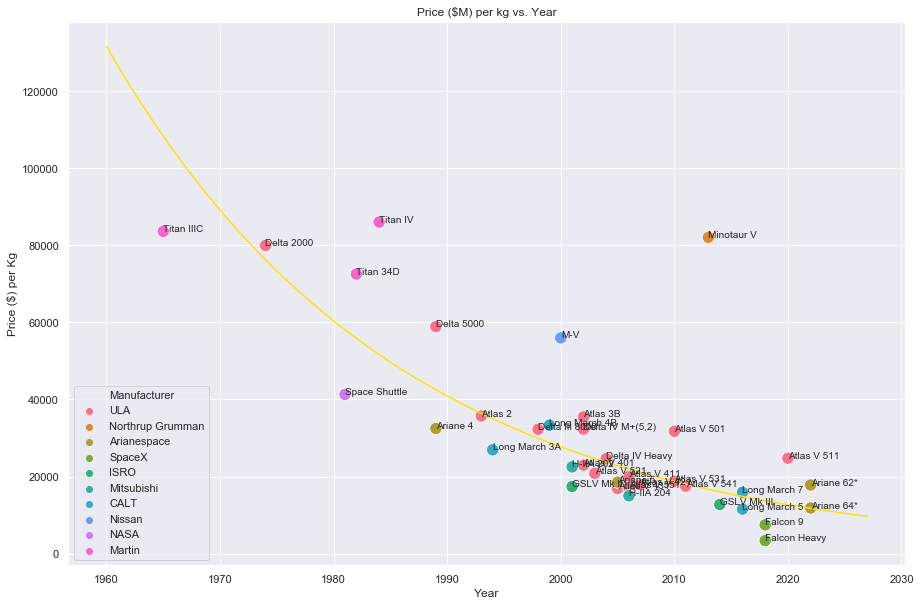 Price ($M) per kg vs. Year
Price ($) per Kg
120000
100000
80000
60000
40000
20000
0
Titan IIIC
Titan IV
Delta 2000
Minotaur V
Titan 34D
Delta 5000
M-V
Space Shuttle
Atlas 2
Atlas 3B
Ariane 4
Long March 4B
Delta III
Delta IV M+(5,2)
Atlas V 501
Long March 3A
Delta IV Heavy
Atlas V 511
H-IIA 202
Atlas V 401
Atlas V 521
Atlas V 411
Atlas V 531
GSLV Mk
Atlas V 541
H-IIA 204
Long March 7
Ariane 62*
GSLV Mk III
Long March 5
Ariane 64*
Falcon 9
Falcon Heavy
Manufacturer
ULA
Northrup Grumman
Arianespace
SpaceX
ISRO
Mitsubishi
CALT
Nissan
NASA
Martin
1960
1970
1980
1990
2000
2010
2020
2030
Year